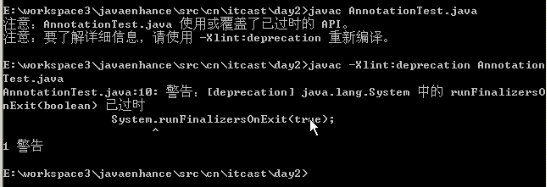 E:\workspace3\javaenhance\src\cn\itcast\day2>javac AnnotationTest.java
注意：AnnotationTest.java 使用或覆盖了已过时的 API。
注意：要了解详细信息，请使用 -Xlint:deprecation 重新编译。
E:\workspace3\javaenhance\src\cn\itcast\day2>javac -Xlint:deprecation Annotation
Test.java
AnnotationTest.java:10: 警告：[deprecation] java.lang.System 中的 runFinalizersO
nExit(boolean) 已过时
System.runFinalizersOnExit(true);
^
1 警告
E:\workspace3\javaenhance\src\cn\itcast\day2>